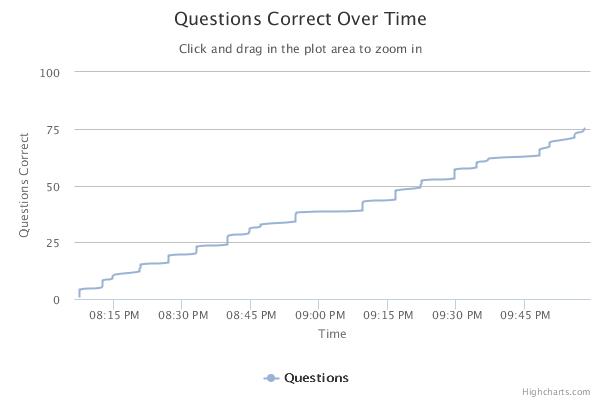 Questions Correct Over Time
Click and drag in the plot area to zoom in
Questions Correct
100
75
50
25
0
08:15 PM 08:30 PM 08:45 PM 09:00 PM 09:15 PM 09:30 PM 09:45 PM
Time
Questions
Highcharts.com